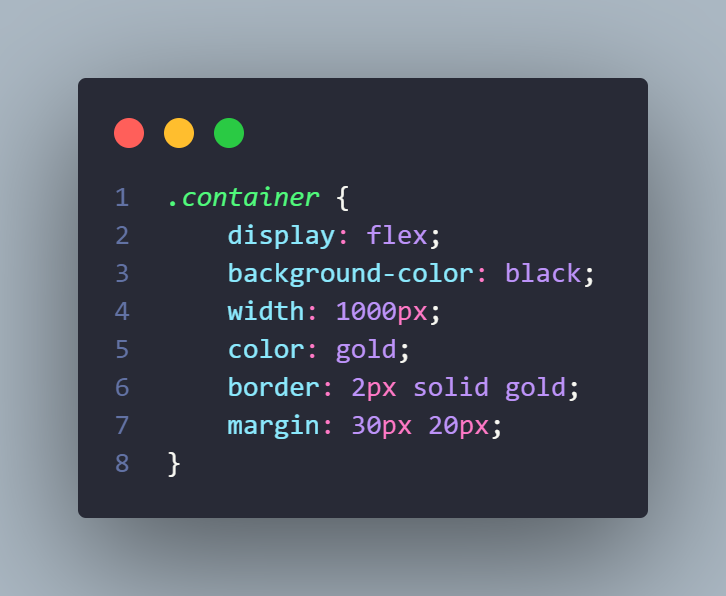 1 .container {
2     display: flex;
3     background-color: black;
4     width: 1000px;
5     color: gold;
6     border: 2px solid gold;
7     margin: 30px 20px;
8 }